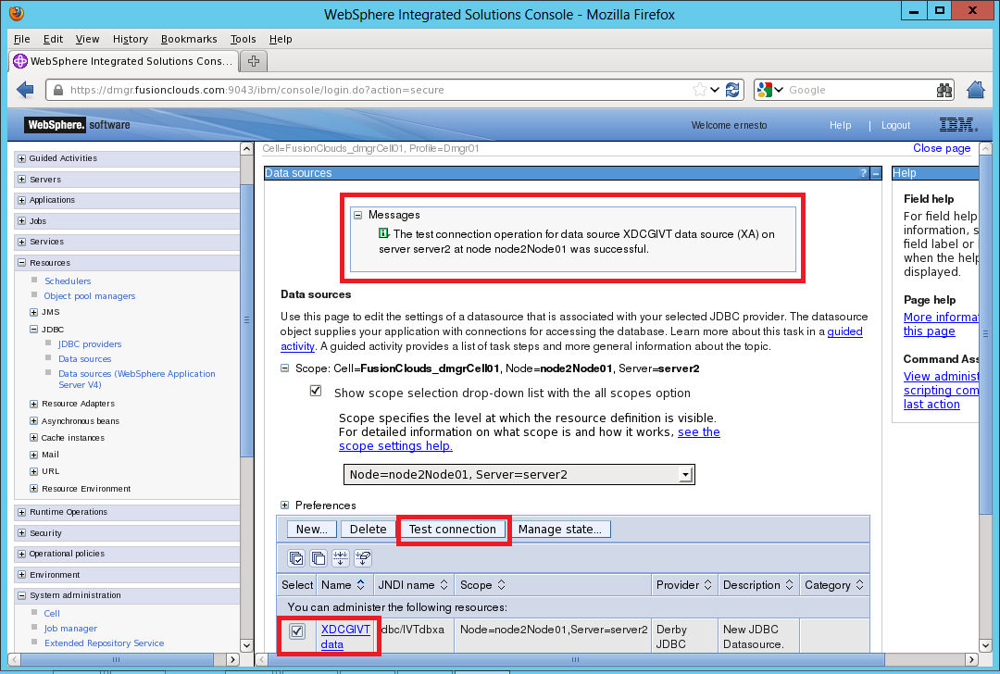 WebSphere Integrated Solutions Console - Mozilla Firefox
File Edit View History Bookmarks Tools Help
WebSphere Integrated Solutions Cons...
https://dmgr.fusionclouds.com:9043/ibm/console/login.do?action=secure
Google
WebSphere. software
Welcome ernesto
Help | Logout
IBM.
Guided Activities
Servers
Applications
Jobs
Services
Resources
Schedulers
Object pool managers
JMS
JDBC
JDBC providers
Data sources
Data sources (WebSphere Application
Server V4)
Resource Adapters
Asynchronous beans
Cache instances
Mail
URL
Resource Environment
Runtime Operations
Security
Operational policies
Environment
System administration
Cell
Job manager
Extended Repository Service
Cell=FusionClouds_dmgrCell01, Profile=Dmgr01
Close page
Data sources
?
Messages
The test connection operation for data source XDCGIVT data source (XA) on
server server2 at node node2Node01 was successful.
Data sources
Use this page to edit the settings of a datasource that is associated with your selected JDBC provider. The datasource
object supplies your application with connections for accessing the database. Learn more about this task in a guided
activity. A guided activity provides a list of task steps and more general information about the topic.
Scope: Cell=FusionClouds_dmgrCell01, Node=node2Node01, Server=server2
Show scope selection drop-down list with the all scopes option
Scope specifies the level at which the resource definition is visible.
For detailed information on what scope is and how it works, see the
scope settings help.
Node=node2Node01, Server=server2
Preferences
New... Delete Test connection Manage state...
Select Name JNDI name Scope Provider Description Category
You can administer the following resources:
XDCGIVT
data
jdbc/IVTdbxa
Node=node2Node01,Server=server2
Derby
JDBC
New JDBC
Datasource.
Help
Field help
For field help
information, s
field label or
when the help
displayed.
Page help
More informa
this page
Command Ass
View administ
scripting com
last action